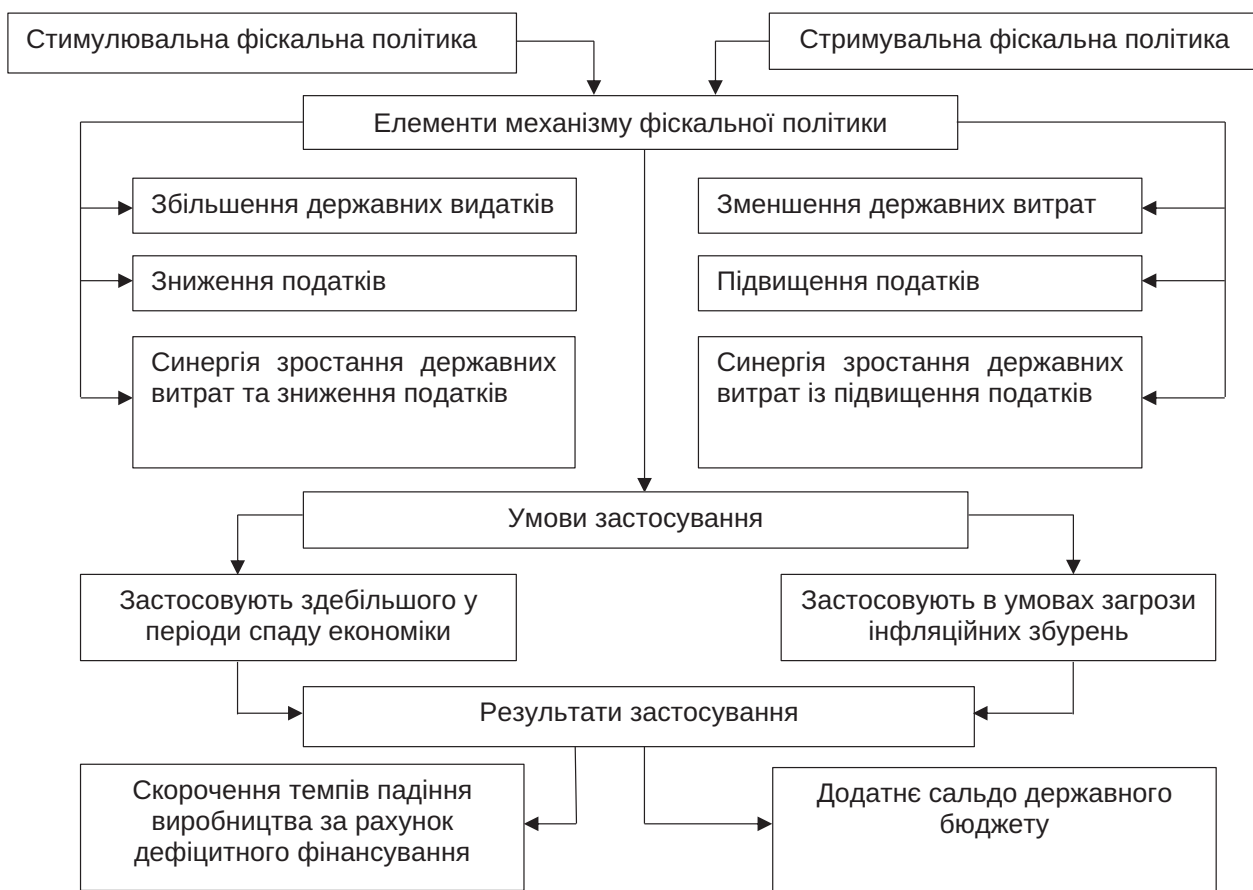 Стимулювальна фіскальна політика
Стримувальна фіскальна політика
Елементи механізму фіскальної політики
Збільшення державних видатків
Зменшення державних витрат
Зниження податків
Підвищення податків
Синергія зростання державних
витрат та зниження податків
Синергія зростання державних
витрат із підвищення податків
Умови застосування
Застосовують здебільшого у
періоди спаду економіки
Застосовують в умовах загрози
інфляційних збурень
Результати застосування
Скорочення темпів падіння
виробництва за рахунок
дефіцитного фінансування
Додатнє сальдо державного
бюджету